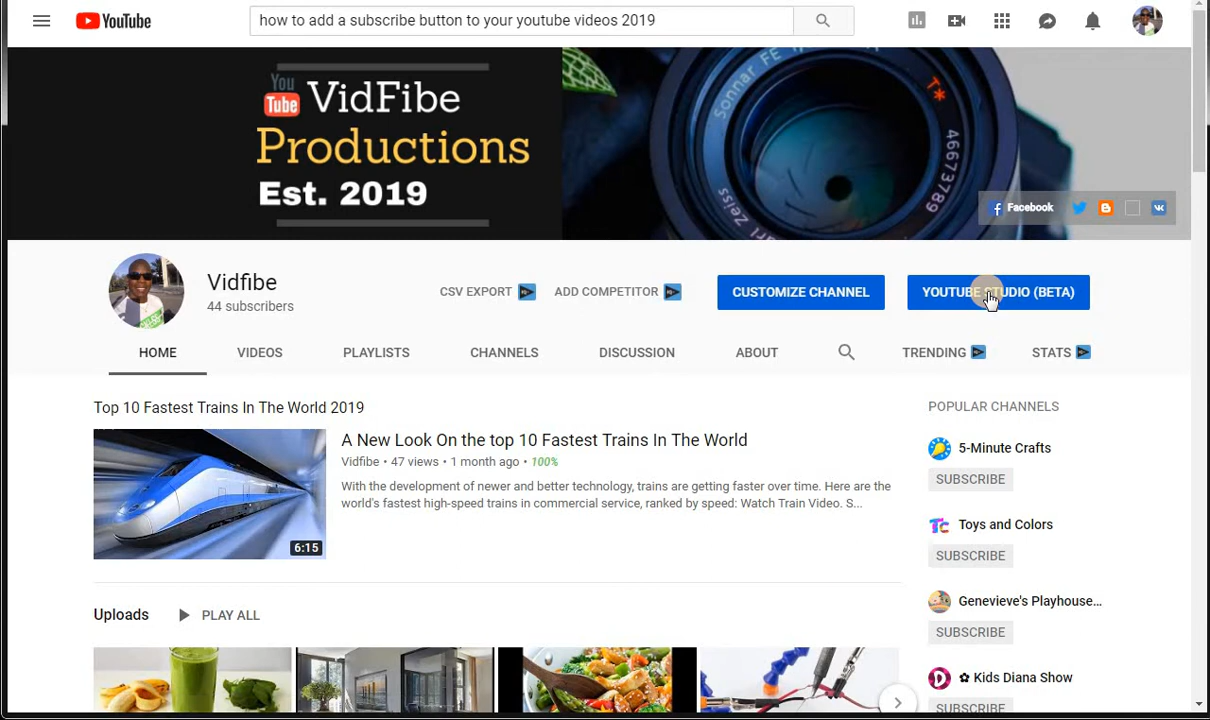 YouTube
how to add a subscribe button to your youtube videos 2019
You Tube VidFibe
Productions
Est. 2019
Sonnar FE
T*
46673789
Carl Zeiss
Facebook
Vidfibe
44 subscribers
CSV EXPORT
ADD COMPETITOR
CUSTOMIZE CHANNEL
YOUTUBE STUDIO (BETA)
HOME
VIDEOS
PLAYLISTS
CHANNELS
DISCUSSION
ABOUT
TRENDING
STATS
Top 10 Fastest Trains In The World 2019
6:15
A New Look On the top 10 Fastest Trains In The World
Vidfibe • 47 views • 1 month ago • 100%
With the development of newer and better technology, trains are getting faster over time. Here are the
world's fastest high-speed trains in commercial service, ranked by speed: Watch Train Video. S...
Uploads
PLAY ALL
POPULAR CHANNELS
5-Minute Crafts
SUBSCRIBE
Toys and Colors
SUBSCRIBE
Genevieve's Playhouse...
SUBSCRIBE
✿ Kids Diana Show
SUBSCRIBE